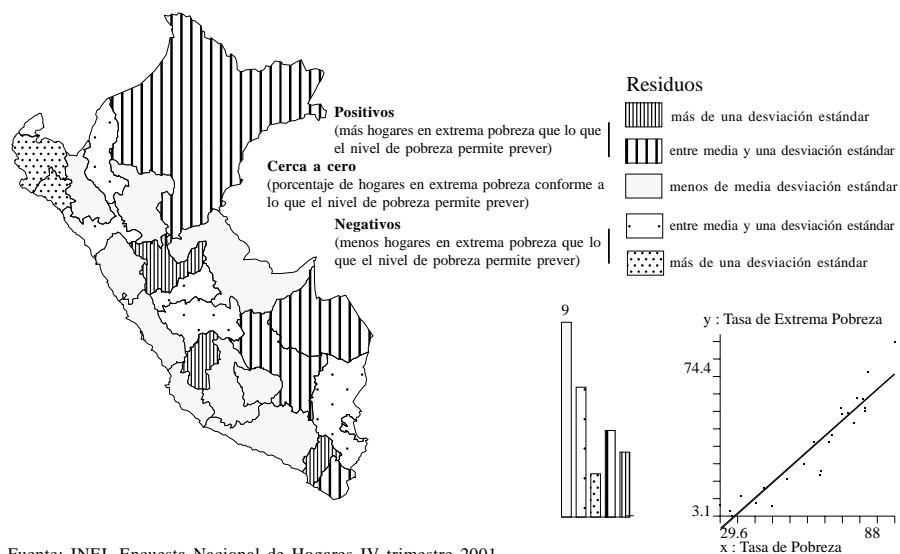 Positivos
(más hogares en extrema pobreza que lo que
el nivel de pobreza permite prever)
Cerca a cero
(porcentaje de hogares en extrema pobreza conforme a
lo que el nivel de pobreza permite prever)
Negativos
(menos hogares en extrema pobreza que lo
que el nivel de pobreza permite prever)
Residuos
más de una desviación estándar
entre media y una desviación estándar
menos de media desviación estándar
entre media y una desviación estándar
más de una desviación estándar
9
y : Tasa de Extrema Pobreza
74.4
3.1
29.6
88
x : Tasa de Pobreza
Fuente: INEI, Encuesta Nacional de Hogares IV trimestre 2001